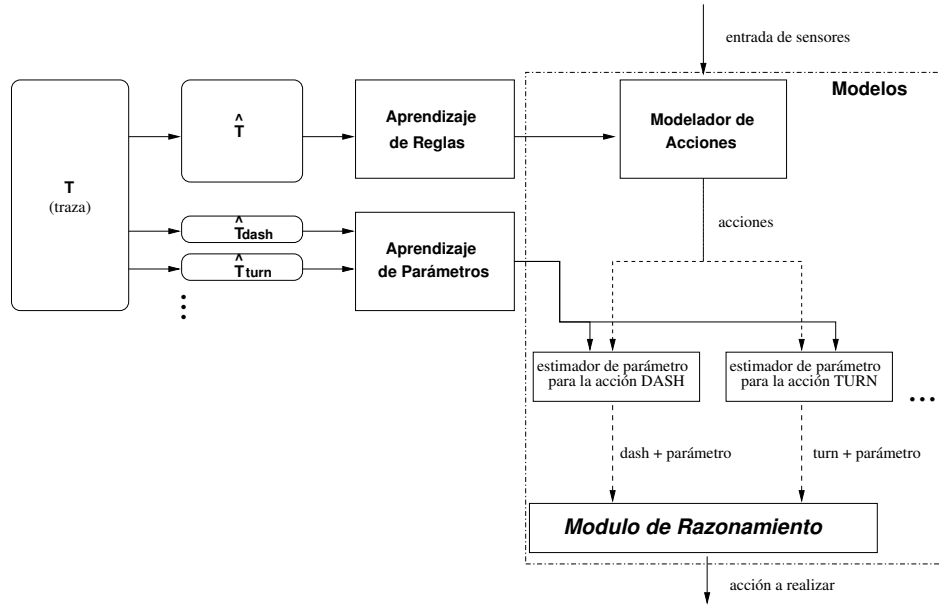 entrada de sensores
Modelos
T
(traza)
^
T
Aprendizaje
de Reglas
Modelador de
Acciones
acciones
^
Tdash
^
Tturn
Aprendizaje
de Parámetros
estimador de parámetro
para la acción DASH
estimador de parámetro
para la acción TURN
...
dash + parámetro
turn + parámetro
Modulo de Razonamiento
acción a realizar